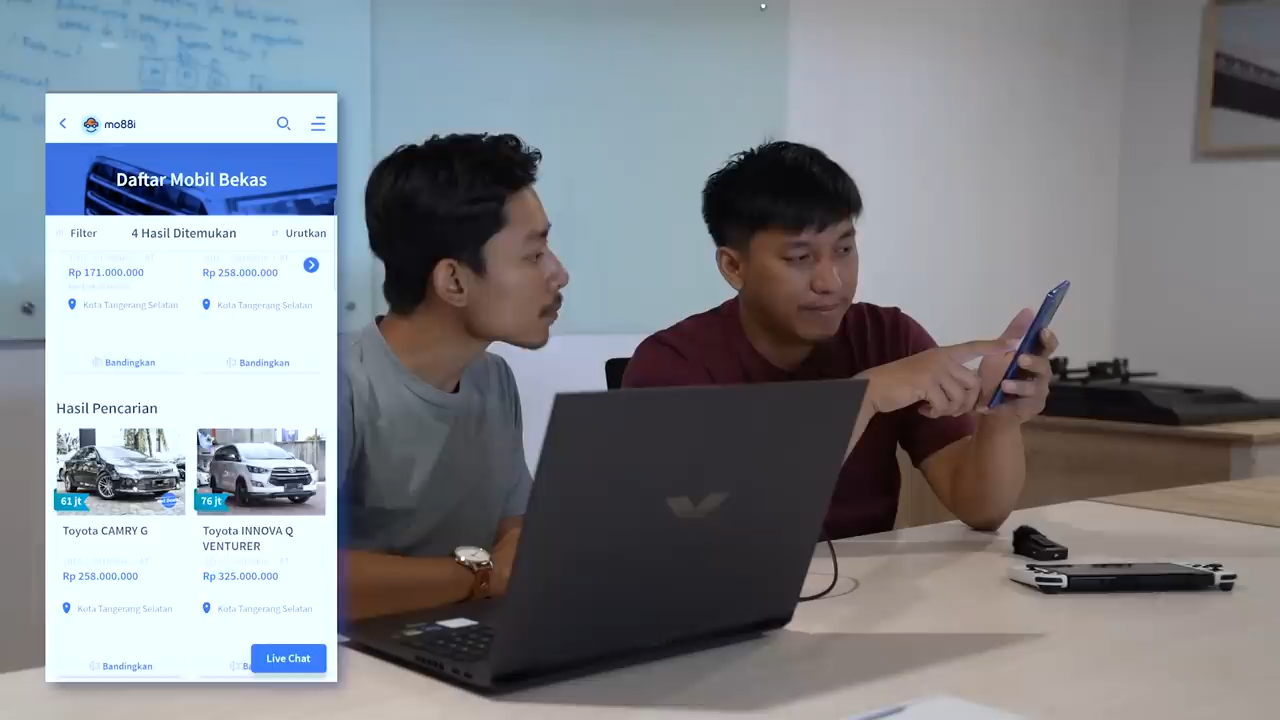 mo88i
Daftar Mobil Bekas
Filter
4 Hasil Ditemukan
Urutkan
Rp 171.000.000
Rp 258.000.000
Kota Tangerang Selatan
Kota Tangerang Selatan
Bandingkan
Bandingkan
Hasil Pencarian
61 jt
76 jt
Toyota CAMRY G
Toyota INNOVA Q
VENTURER
Rp 258.000.000
Rp 325.000.000
Kota Tangerang Selatan
Kota Tangerang Selatan
Bandingkan
Live Chat